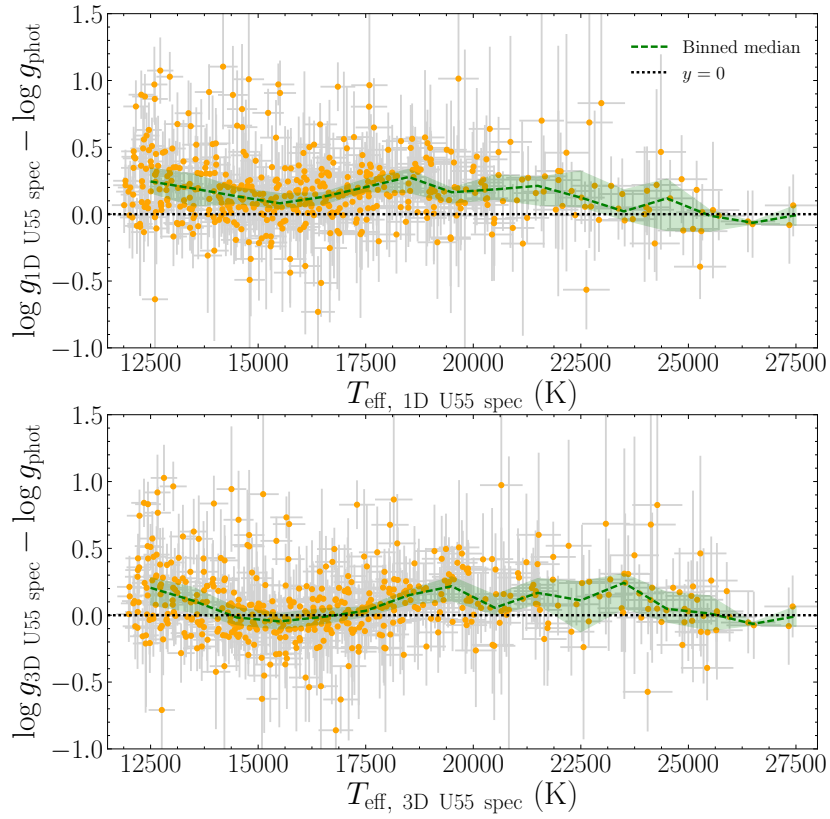 log g1D U55 spec − log gphot
1.5
1.0
0.5
0.0
−0.5
−1.0
Binned median
y = 0
12500 15000 17500 20000 22500 25000 27500
Teff, 1D U55 spec (K)
log g3D U55 spec − log gphot
1.5
1.0
0.5
0.0
−0.5
−1.0
12500 15000 17500 20000 22500 25000 27500
Teff, 3D U55 spec (K)